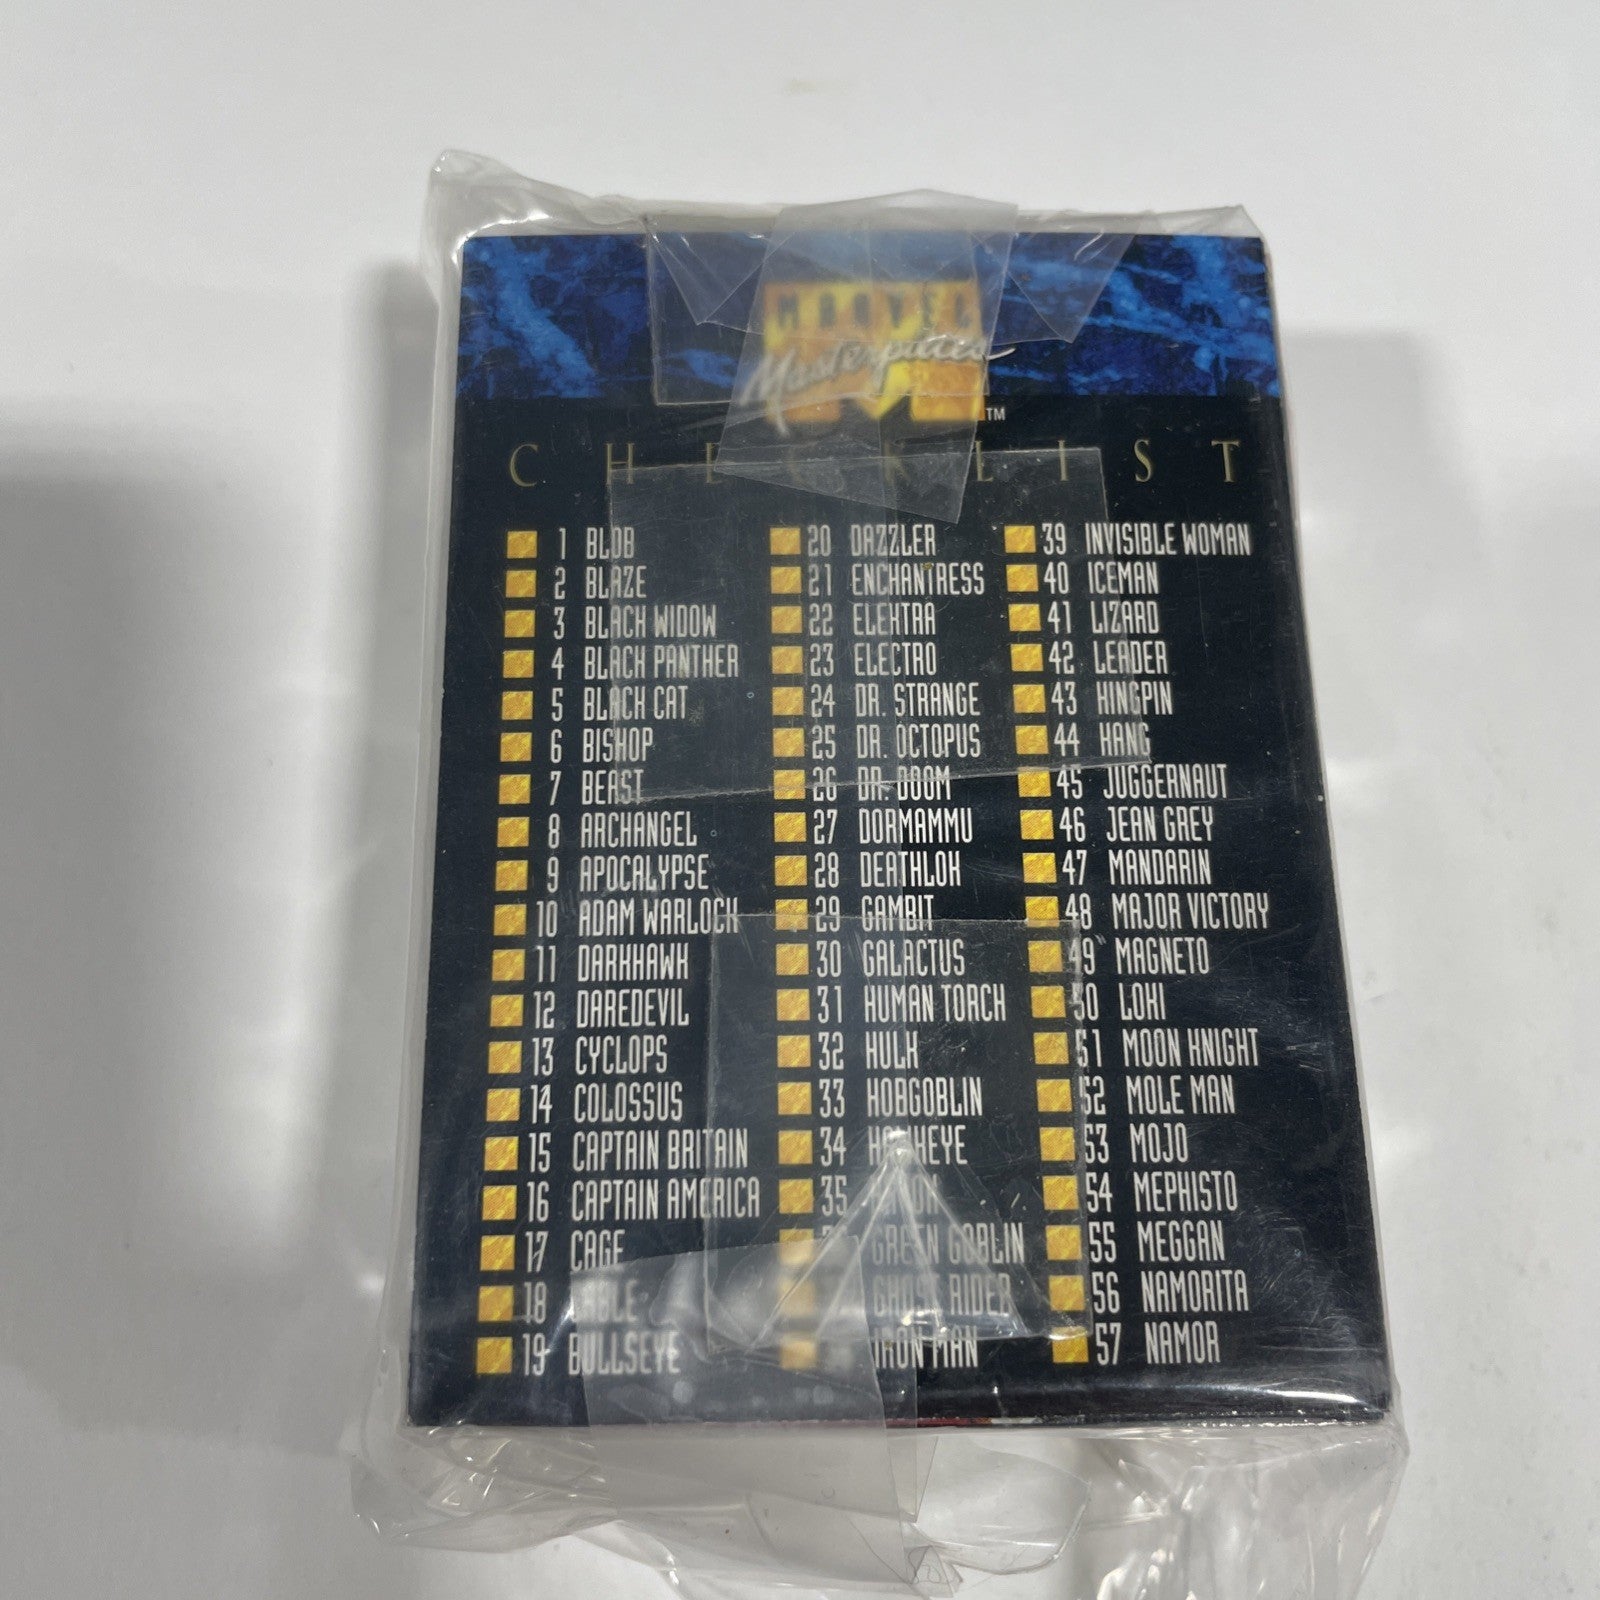 MARVEL
Masterpieces
TM
CHECKLIST
1 BLOB
2 BLAZE
3 BLACK WIDOW
4 BLACK PANTHER
5 BLACK CAT
6 BISHOP
7 BEAST
8 ARCHANGEL
9 APOCALYPSE
10 ADAM WARLOCK
11 DARKHAWK
12 DAREDEVIL
13 CYCLOPS
14 COLOSSUS
15 CAPTAIN BRITAIN
16 CAPTAIN AMERICA
17 CAGE
18 CABLE
19 BULLSEYE
20 DAZZLER
21 ENCHANTRESS
22 ELEKTRA
23 ELECTRO
24 DR. STRANGE
25 DR. OCTOPUS
26 DR. DOOM
27 DORMAMMU
28 DEATHLOK
29 GAMBIT
30 GALACTUS
31 HUMAN TORCH
32 HULK
33 HOBGOBLIN
34 HAWKEYE
35
GREEN GOBLIN
GHOST RIDER
IRON MAN
39 INVISIBLE WOMAN
40 ICEMAN
41 LIZARD
42 LEADER
43 KINGPIN
44 KANG
45 JUGGERNAUT
46 JEAN GREY
47 MANDARIN
48 MAJOR VICTORY
49 MAGNETO
50 LOKI
51 MOON KNIGHT
52 MOLE MAN
53 MOJO
54 MEPHISTO
55 MEGGAN
56 NAMORITA
57 NAMOR